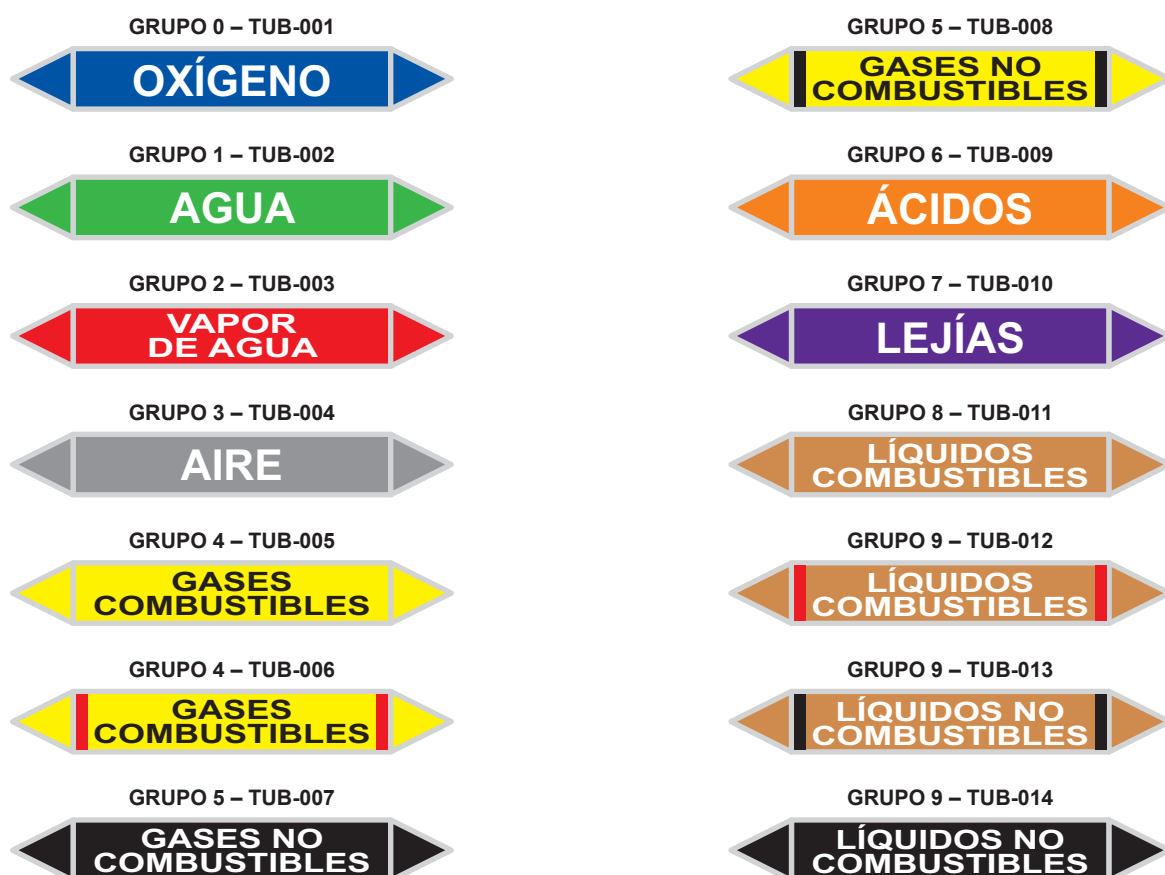 GRUPO 0 – TUB-001
OXÍGENO
GRUPO 1 – TUB-002
AGUA
GRUPO 2 – TUB-003
VAPOR
DE AGUA
GRUPO 3 – TUB-004
AIRE
GRUPO 4 – TUB-005
GASES
COMBUSTIBLES
GRUPO 4 – TUB-006
GASES
COMBUSTIBLES
GRUPO 5 – TUB-007
GASES NO
COMBUSTIBLES
GRUPO 5 – TUB-008
GASES NO
COMBUSTIBLES
GRUPO 6 – TUB-009
ÁCIDOS
GRUPO 7 – TUB-010
LEJÍAS
GRUPO 8 – TUB-011
LÍQUIDOS
COMBUSTIBLES
GRUPO 9 – TUB-012
LÍQUIDOS
COMBUSTIBLES
GRUPO 9 – TUB-013
LÍQUIDOS NO
COMBUSTIBLES
GRUPO 9 – TUB-014
LÍQUIDOS NO
COMBUSTIBLES